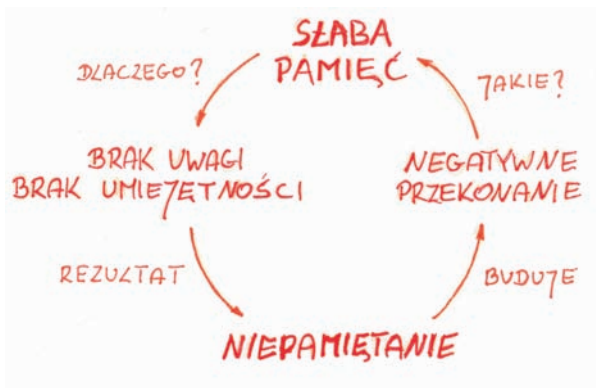 SŁABA
PAMIĘĆ
DLACZEGO?
JAKIE?
BRAK UWAGI
BRAK UMIEJĘTNOŚCI
NEGATYWNE
PRZEKONANIE
REZULTAT
BUDUJE
NIEPAMIĘTANIE